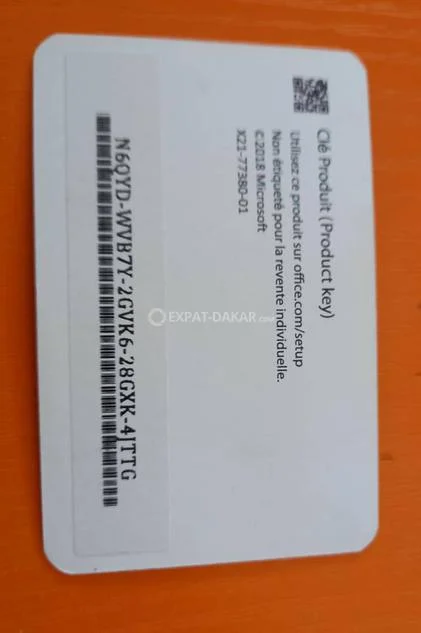 Clé Produit (Product key)
Utilisez ce produit sur office.com/setup
Non étiqueté pour la revente individuelle.
©2018 Microsoft
X21-77380-01
EXPAT-DAKAR.com
N6QYD-WVB7Y-2GVK6-28GXK-4JTTG